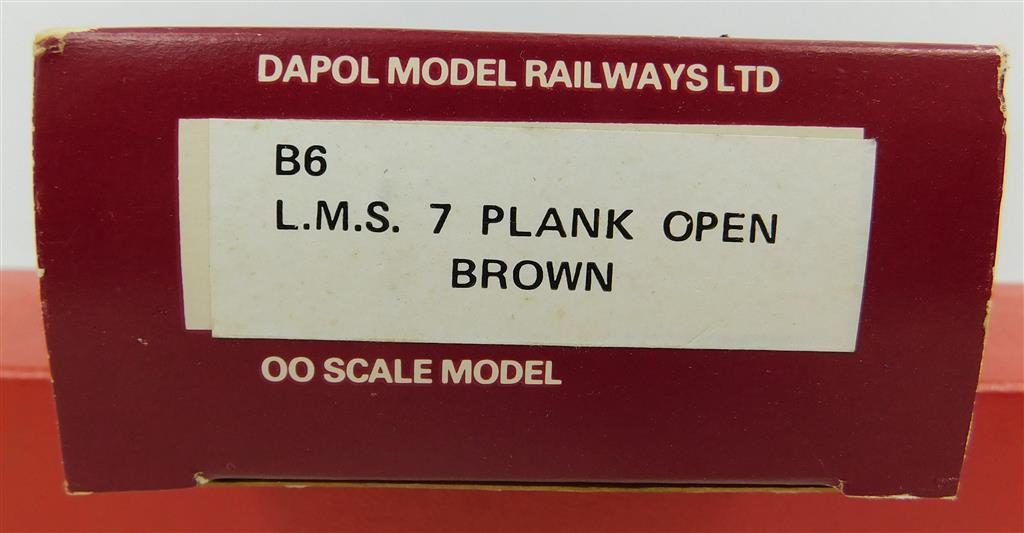 DAPOL MODEL RAILWAYS LTD
B6
L.M.S. 7 PLANK OPEN
BROWN
OO SCALE MODEL